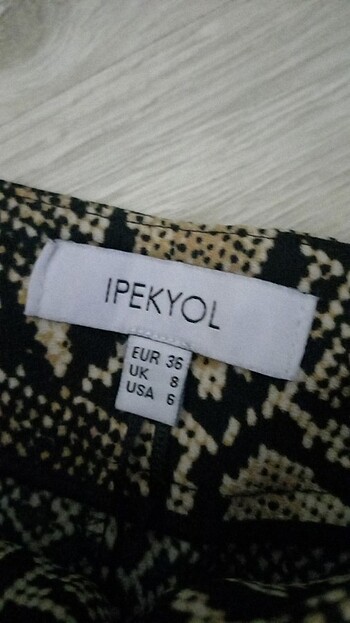 IPEKYOL
EUR 36
UK 8
USA 6